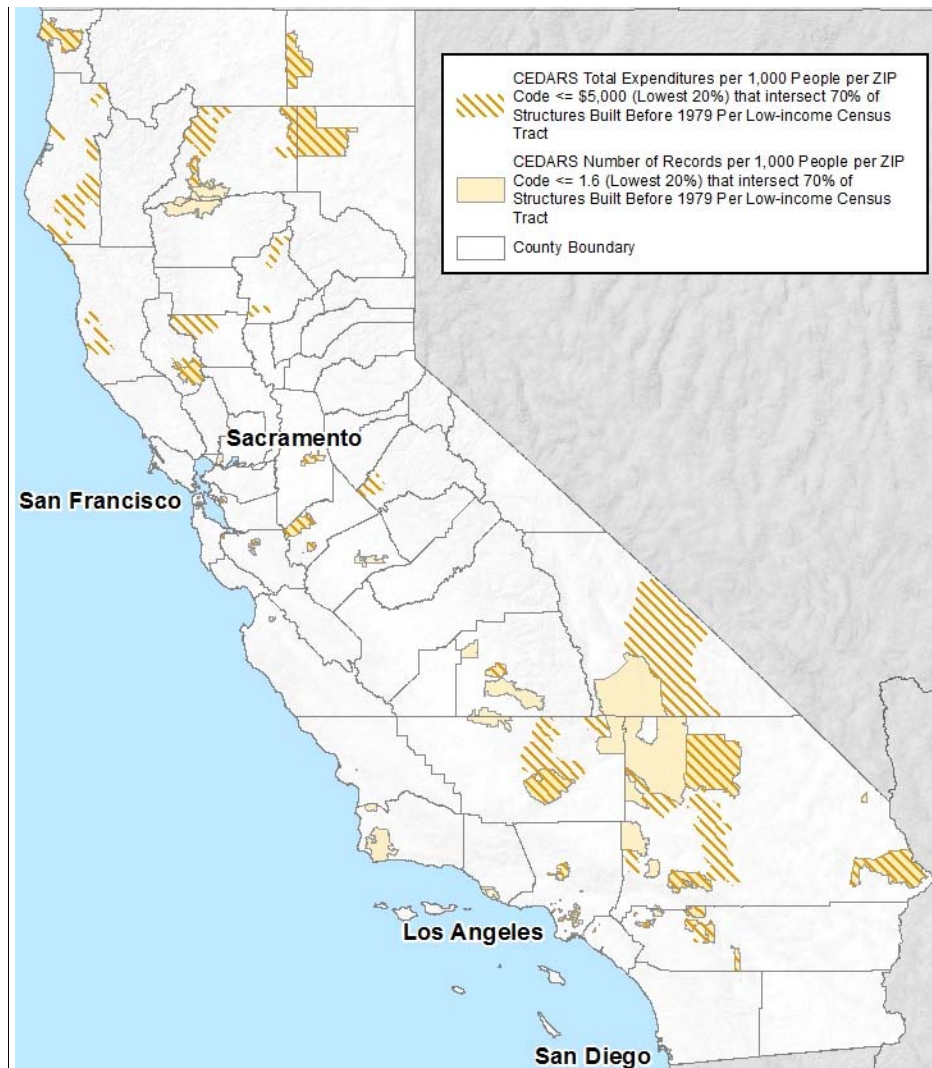 CEDARS Total Expenditures per 1,000 People per ZIP
Code <= $5,000 (Lowest 20%) that intersect 70% of
Structures Built Before 1979 Per Low-income Census
Tract
CEDARS Number of Records per 1,000 People per ZIP
Code <= 1.6 (Lowest 20%) that intersect 70% of
Structures Built Before 1979 Per Low-income Census
Tract
County Boundary
Sacramento
San Francisco
Los Angeles
San Diego